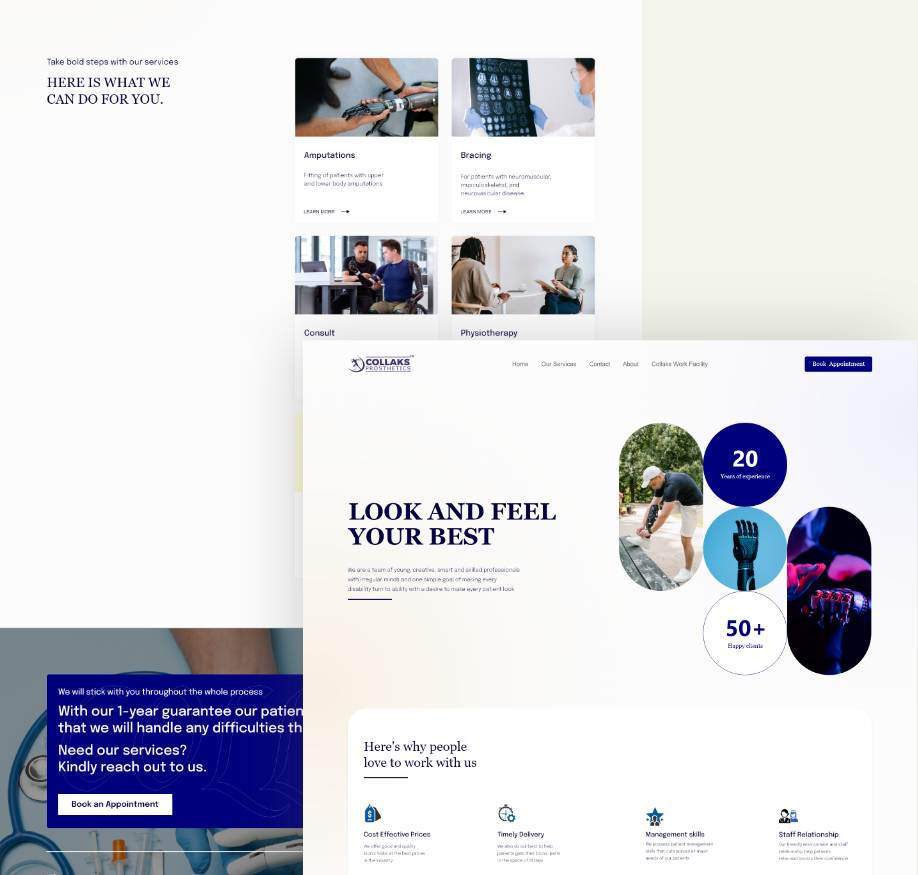 Take bold steps with our services
HERE IS WHAT WE
CAN DO FOR YOU.
Amputations
Fitting of patients with upper
and lower body amputations
LEARN MORE
Bracing
For patients with neuromuscular,
musculoskeletal, and
neurovascular disease.
LEARN MORE
Consult
Physiotherapy
COLLAKS
PROSTHETICS
Home
Our Services
Contact
About
Collaks Work Facility
Book Appointment
LOOK AND FEEL
YOUR BEST
We are a team of young, creative, smart and skilled professionals
with irregular minds and one simple goal of making every
disability turn to ability with a desire to make every patient look
20
Years of experience
50+
Happy clients
We will stick with you throughout the whole process
With our 1-year guarantee our patien
that we will handle any difficulties th
Need our services?
Kindly reach out to us.
Book an Appointment
Here's why people
love to work with us
Cost Effective Prices
We offer good and quality
bionic limbs at the best prices
in the industry.
Timely Delivery
We also do our best to help
patients get their bionic parts
in the space of 15 days.
Management skills
We possess patient management
skills that cuts across all major
needs of our patients
Staff Relationship
Our friendly environment and staff
relationship help patients
relax and boosts their confidence